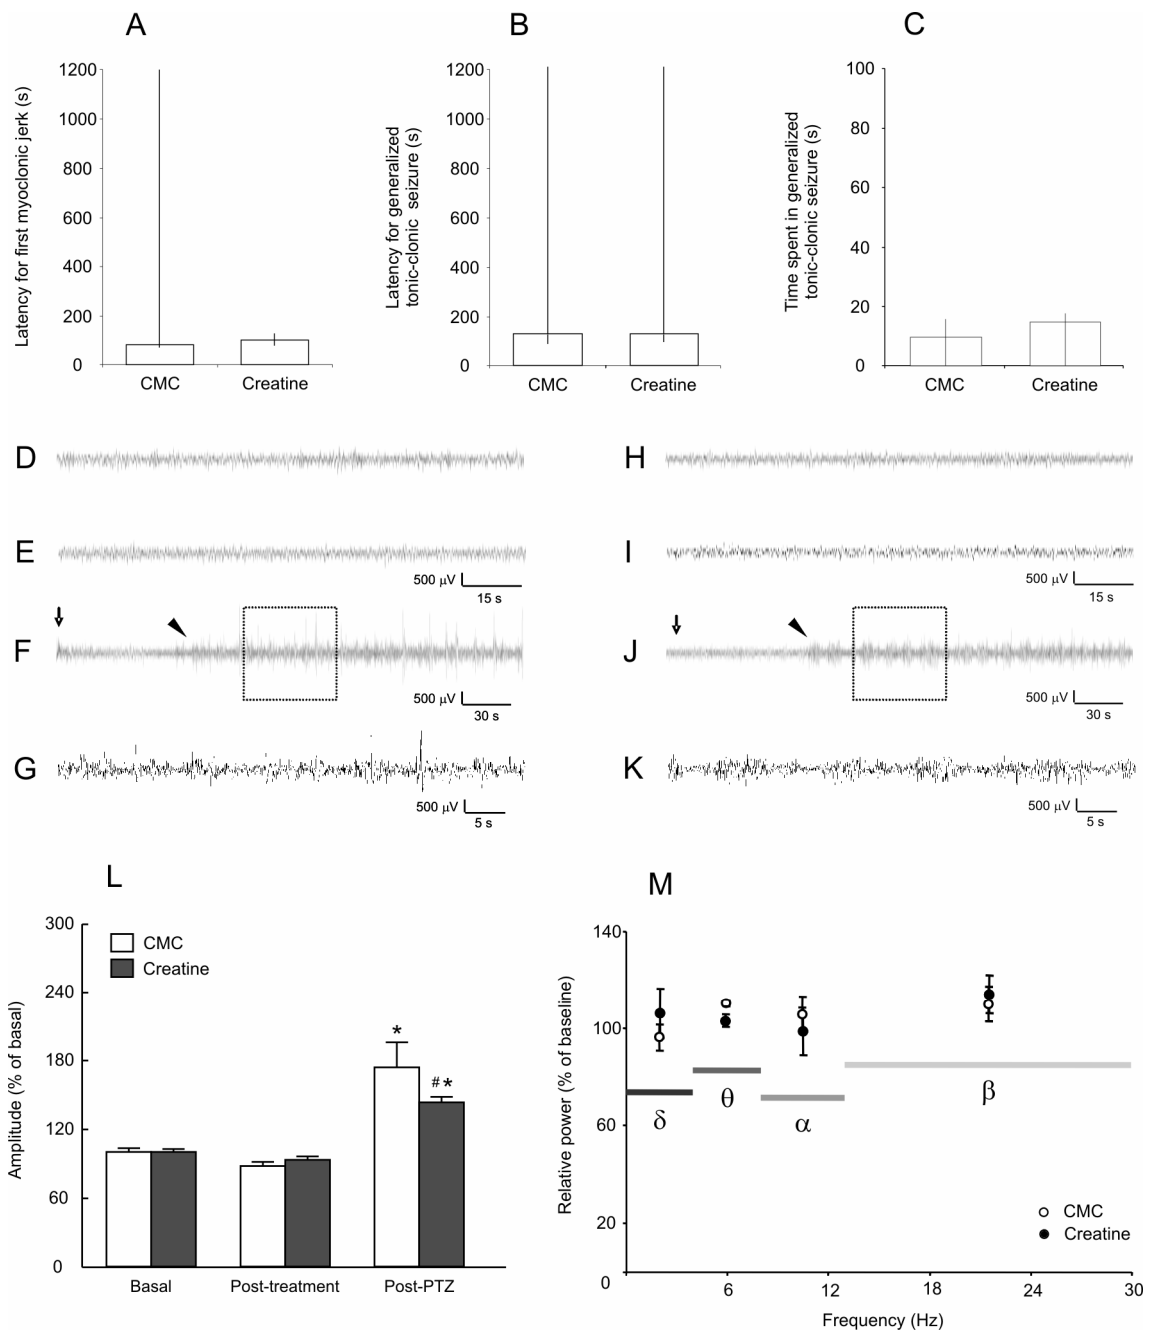 A
Latency for first myoclonic jerk (s)
1200
1000
800
600
400
200
0
CMC Creatine
B
Latency for generalized
tonic-clonic seizure (s)
1200
1000
800
600
400
200
0
CMC Creatine
C
Time spent in generalized
tonic-clonic seizure (s)
100
80
60
40
20
0
CMC Creatine
D
E
500 µV
15 s
F
500 µV
30 s
G
500 µV
5 s
H
I
500 µV
15 s
J
500 µV
30 s
K
500 µV
5 s
L
Amplitude (% of basal)
300
240
180
120
60
0
CMC
Creatine
*
# *
Basal Post-treatment Post-PTZ
M
Relative power (% of baseline)
140
100
60
20
0
δ θ α β
CMC
Creatine
6 12 18 24 30
Frequency (Hz)